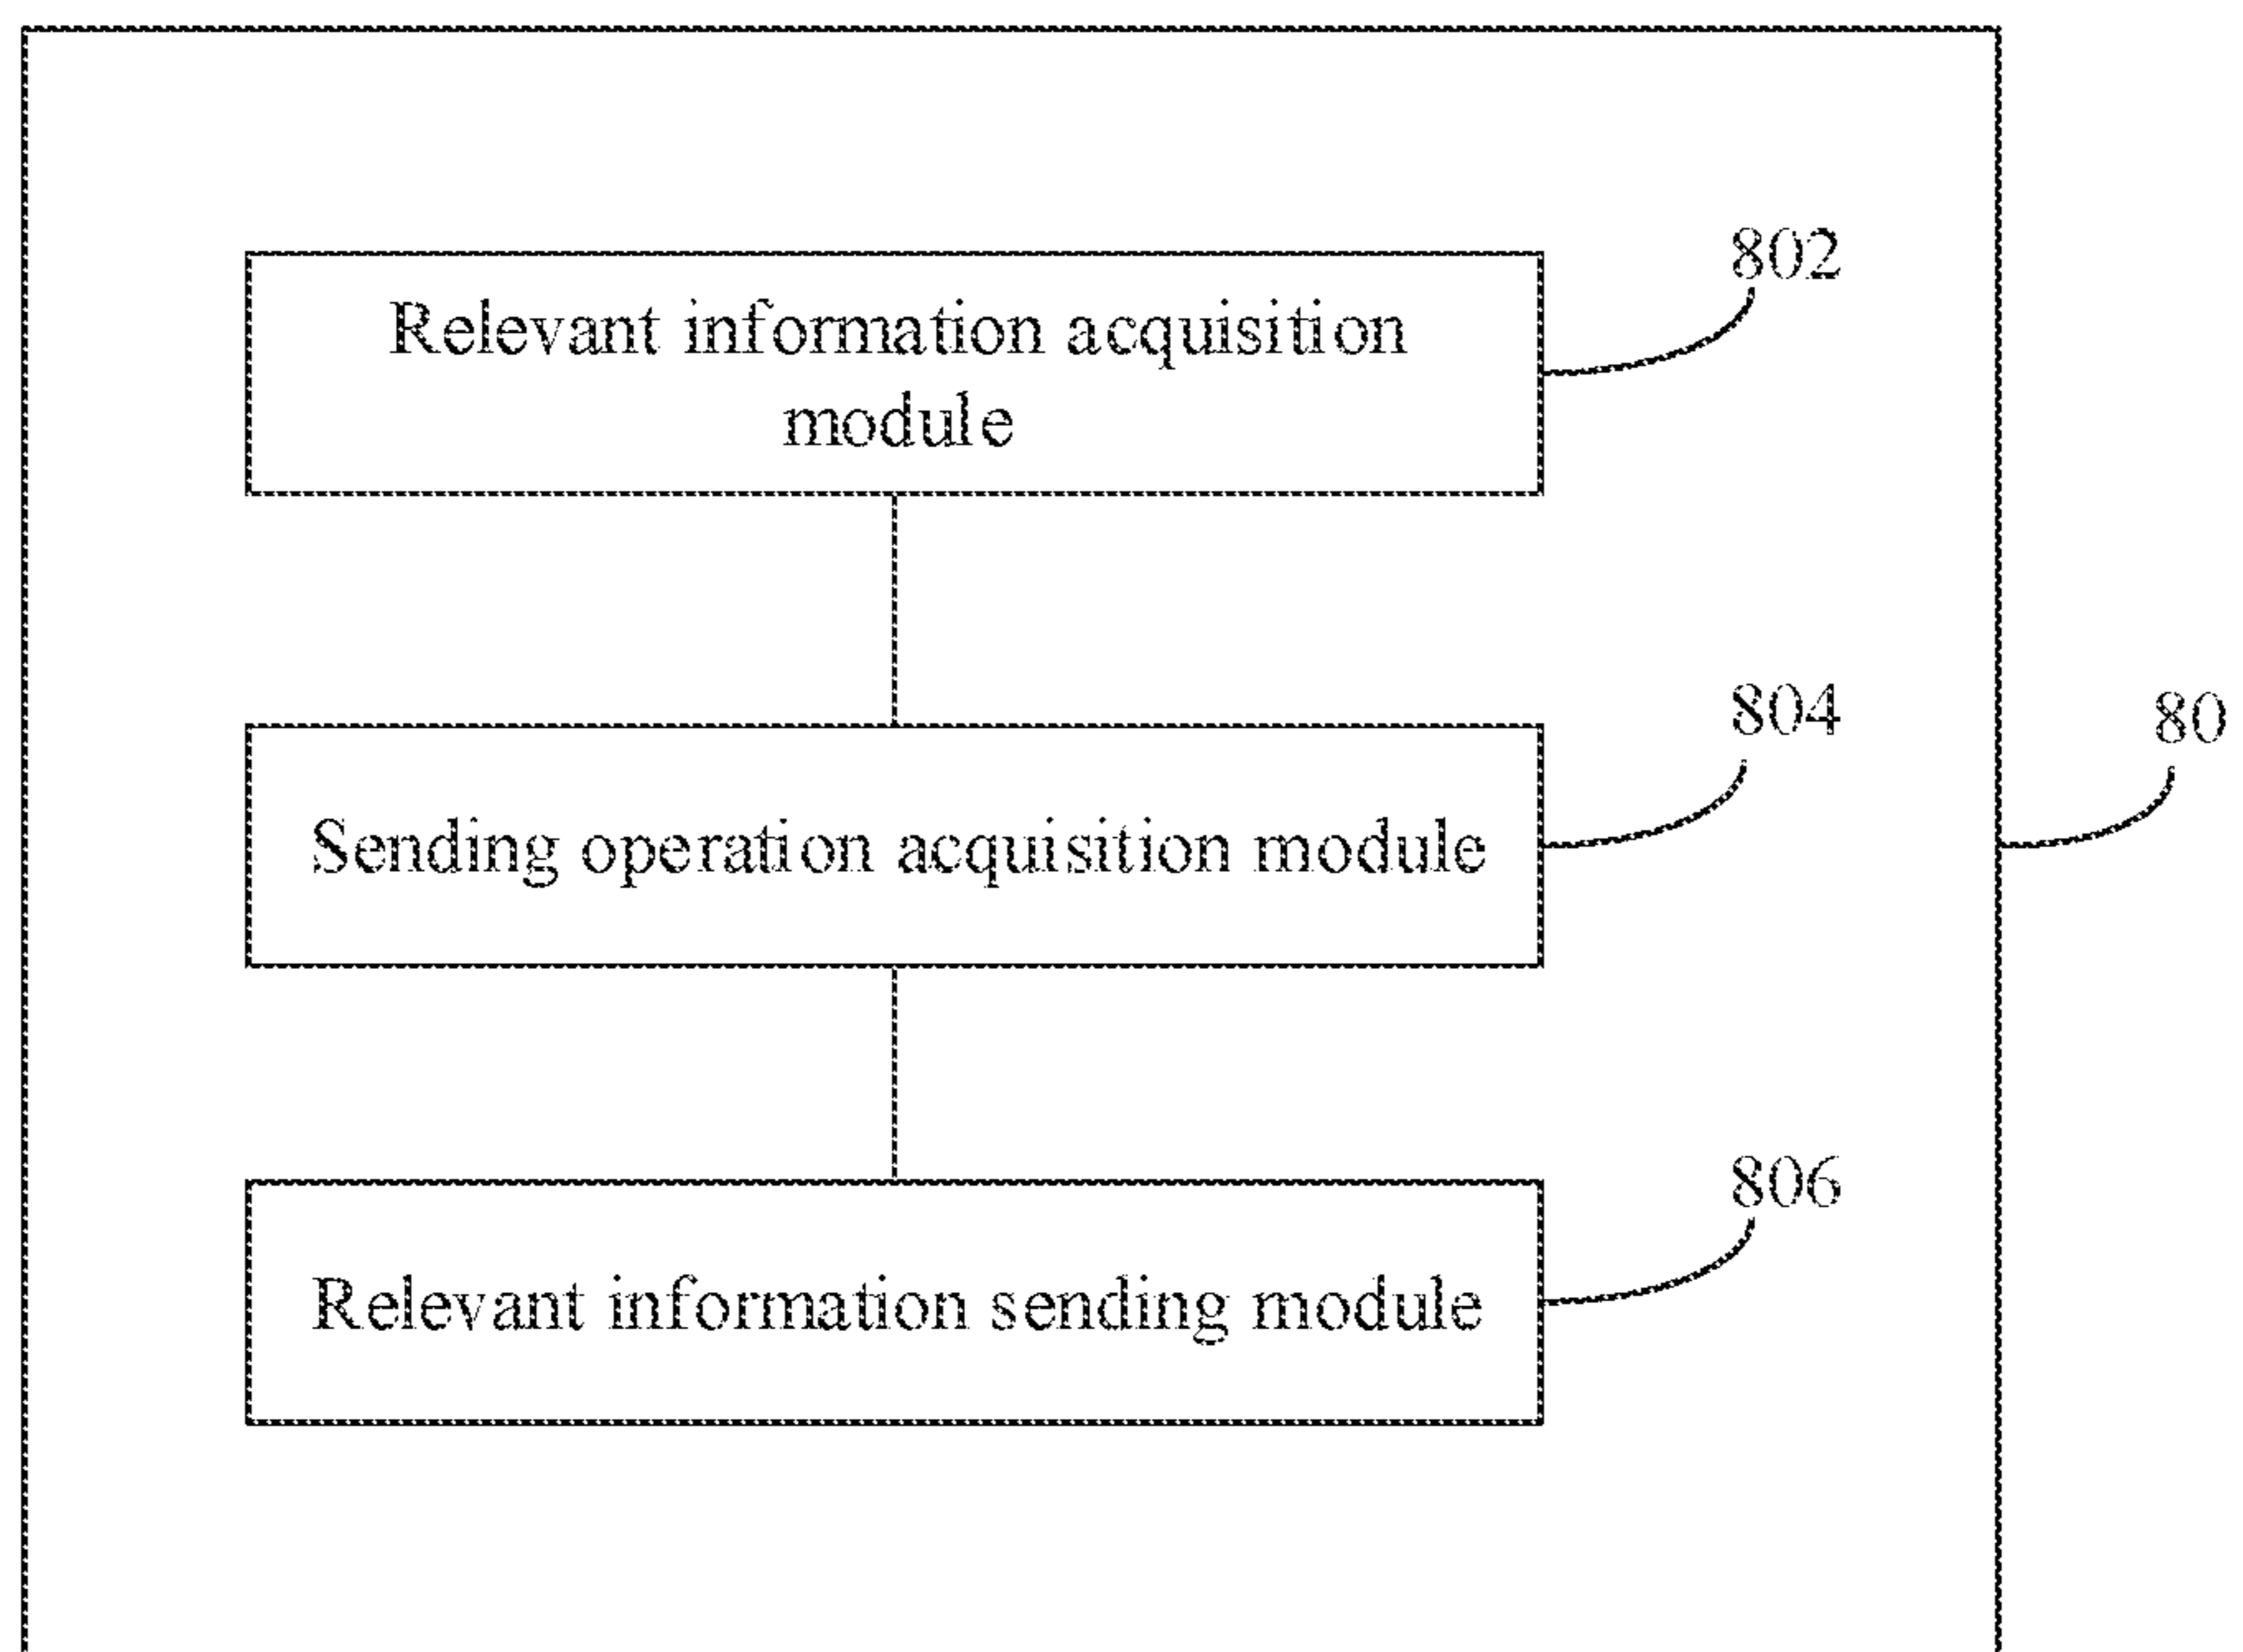 802
Relevant information acquisition
module
804
80
Sending operation acquisition module
806
Relevant information sending module